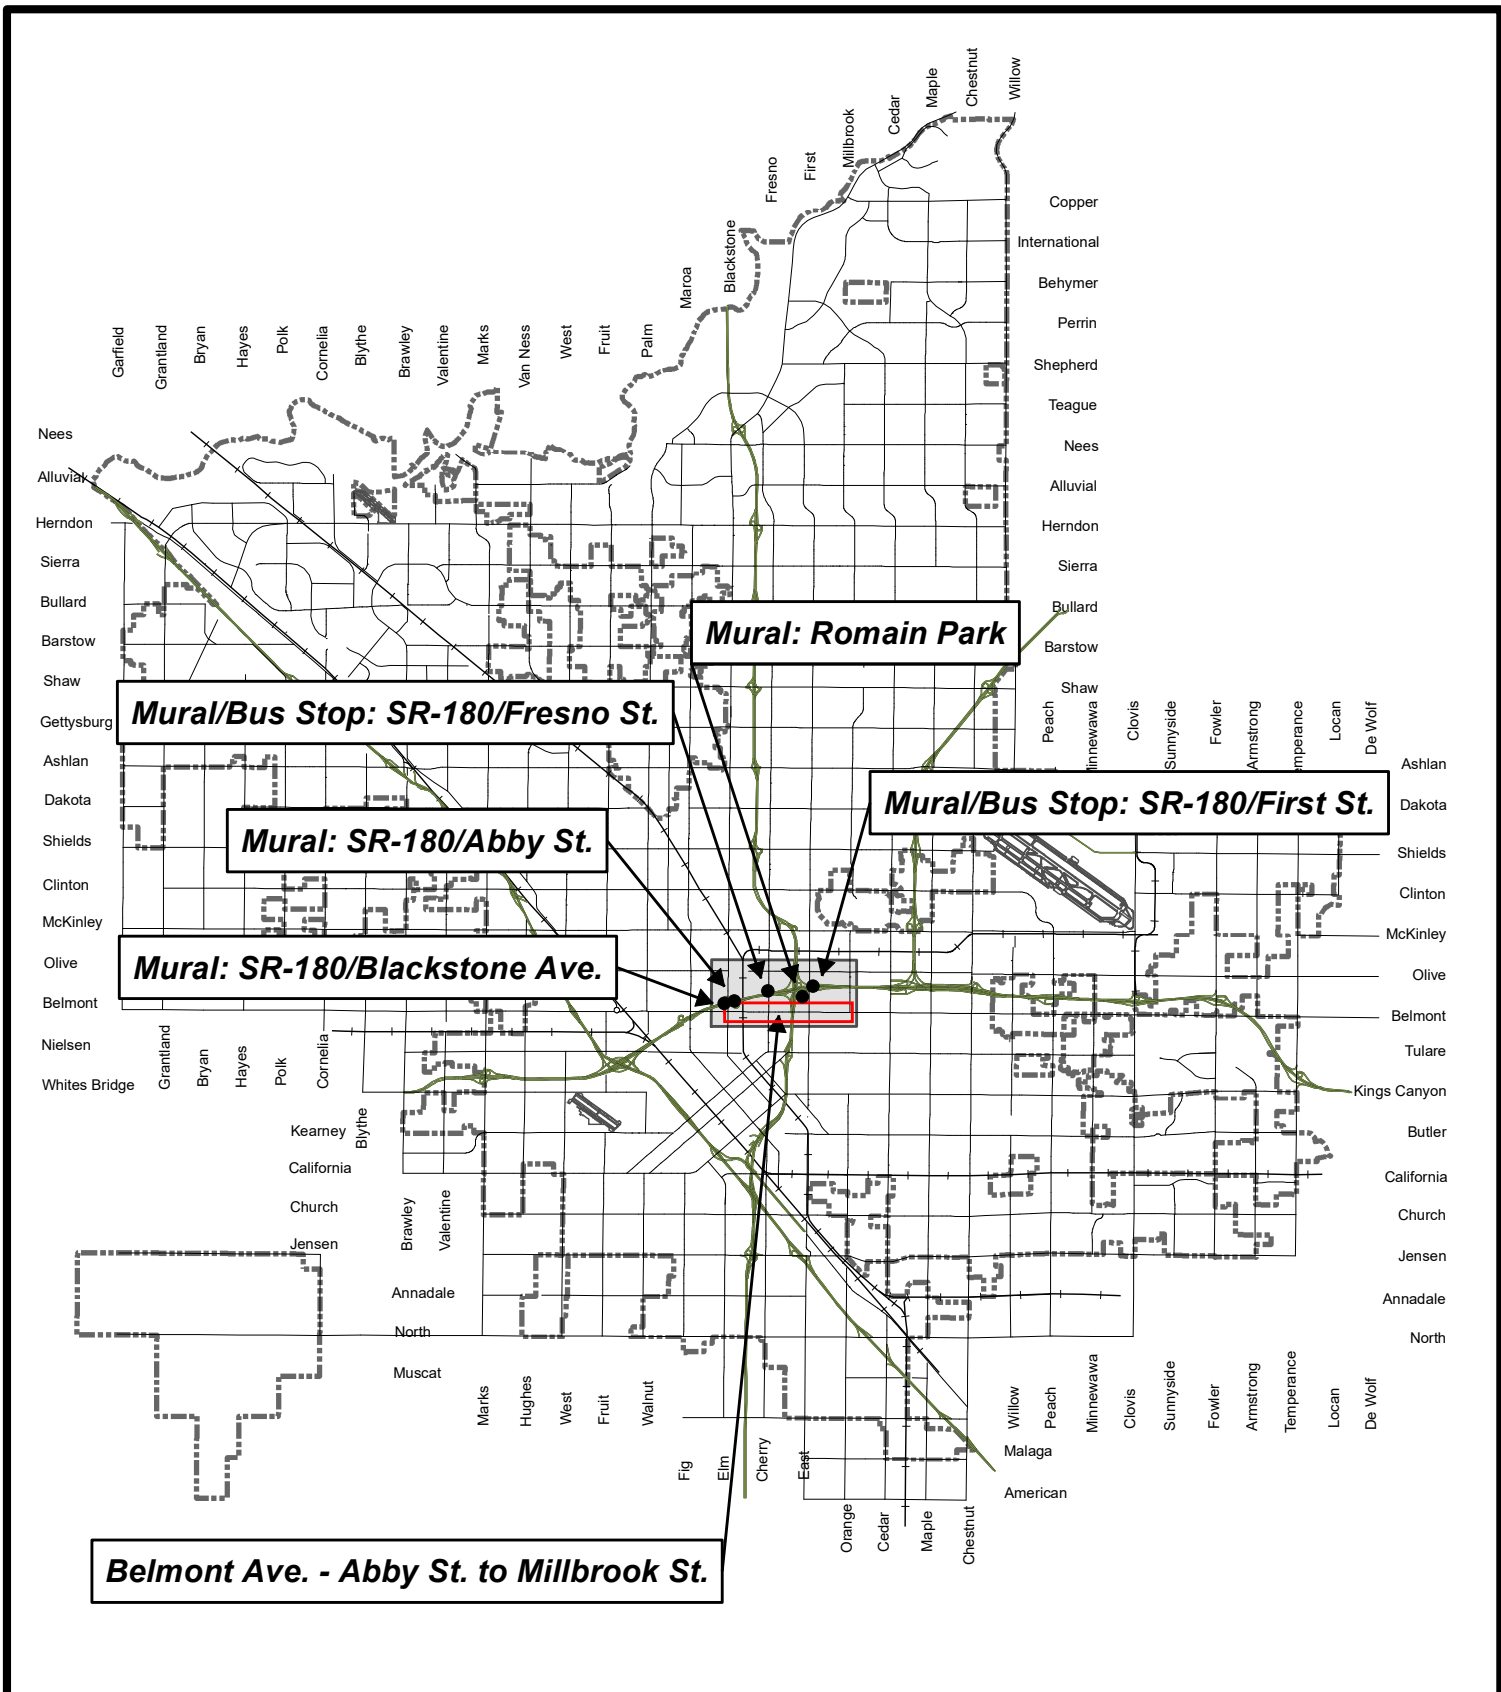 Willow
Chestnut
Maple
Cedar
Millbrook
First
Fresno
Blackstone
Maroa
Palm
Fruit
West
Van Ness
Marks
Valentine
Brawley
Blythe
Cornelia
Polk
Hayes
Bryan
Grantland
Garfield
Copper
International
Behymer
Perrin
Shepherd
Teague
Nees
Alluvial
Herndon
Sierra
Bullard
Barstow
Shaw
Nees
Alluvial
Herndon
Sierra
Bullard
Barstow
Shaw
Gettysburg
Ashlan
Dakota
Shields
Clinton
McKinley
Olive
Belmont
Nielsen
Whites Bridge
Mural: Romain Park
Mural/Bus Stop: SR-180/Fresno St.
Mural/Bus Stop: SR-180/First St.
Mural: SR-180/Abby St.
Mural: SR-180/Blackstone Ave.
Peach
Minnewawa
Clovis
Sunnyside
Fowler
Armstrong
Temperance
Locan
De Wolf
Ashlan
Dakota
Shields
Clinton
McKinley
Olive
Belmont
Tulare
Kings Canyon
Butler
California
Church
Jensen
Annadale
North
Grantland
Bryan
Hayes
Polk
Cornelia
Blythe
Kearney
California
Church
Jensen
Brawley
Valentine
Annadale
North
Muscat
Marks
Hughes
West
Fruit
Walnut
Fig
Elm
Cherry
East
Orange
Cedar
Maple
Chestnut
Willow
Peach
Minnewawa
Clovis
Sunnyside
Fowler
Armstrong
Temperance
Locan
De Wolf
Malaga
American
Belmont Ave. - Abby St. to Millbrook St.